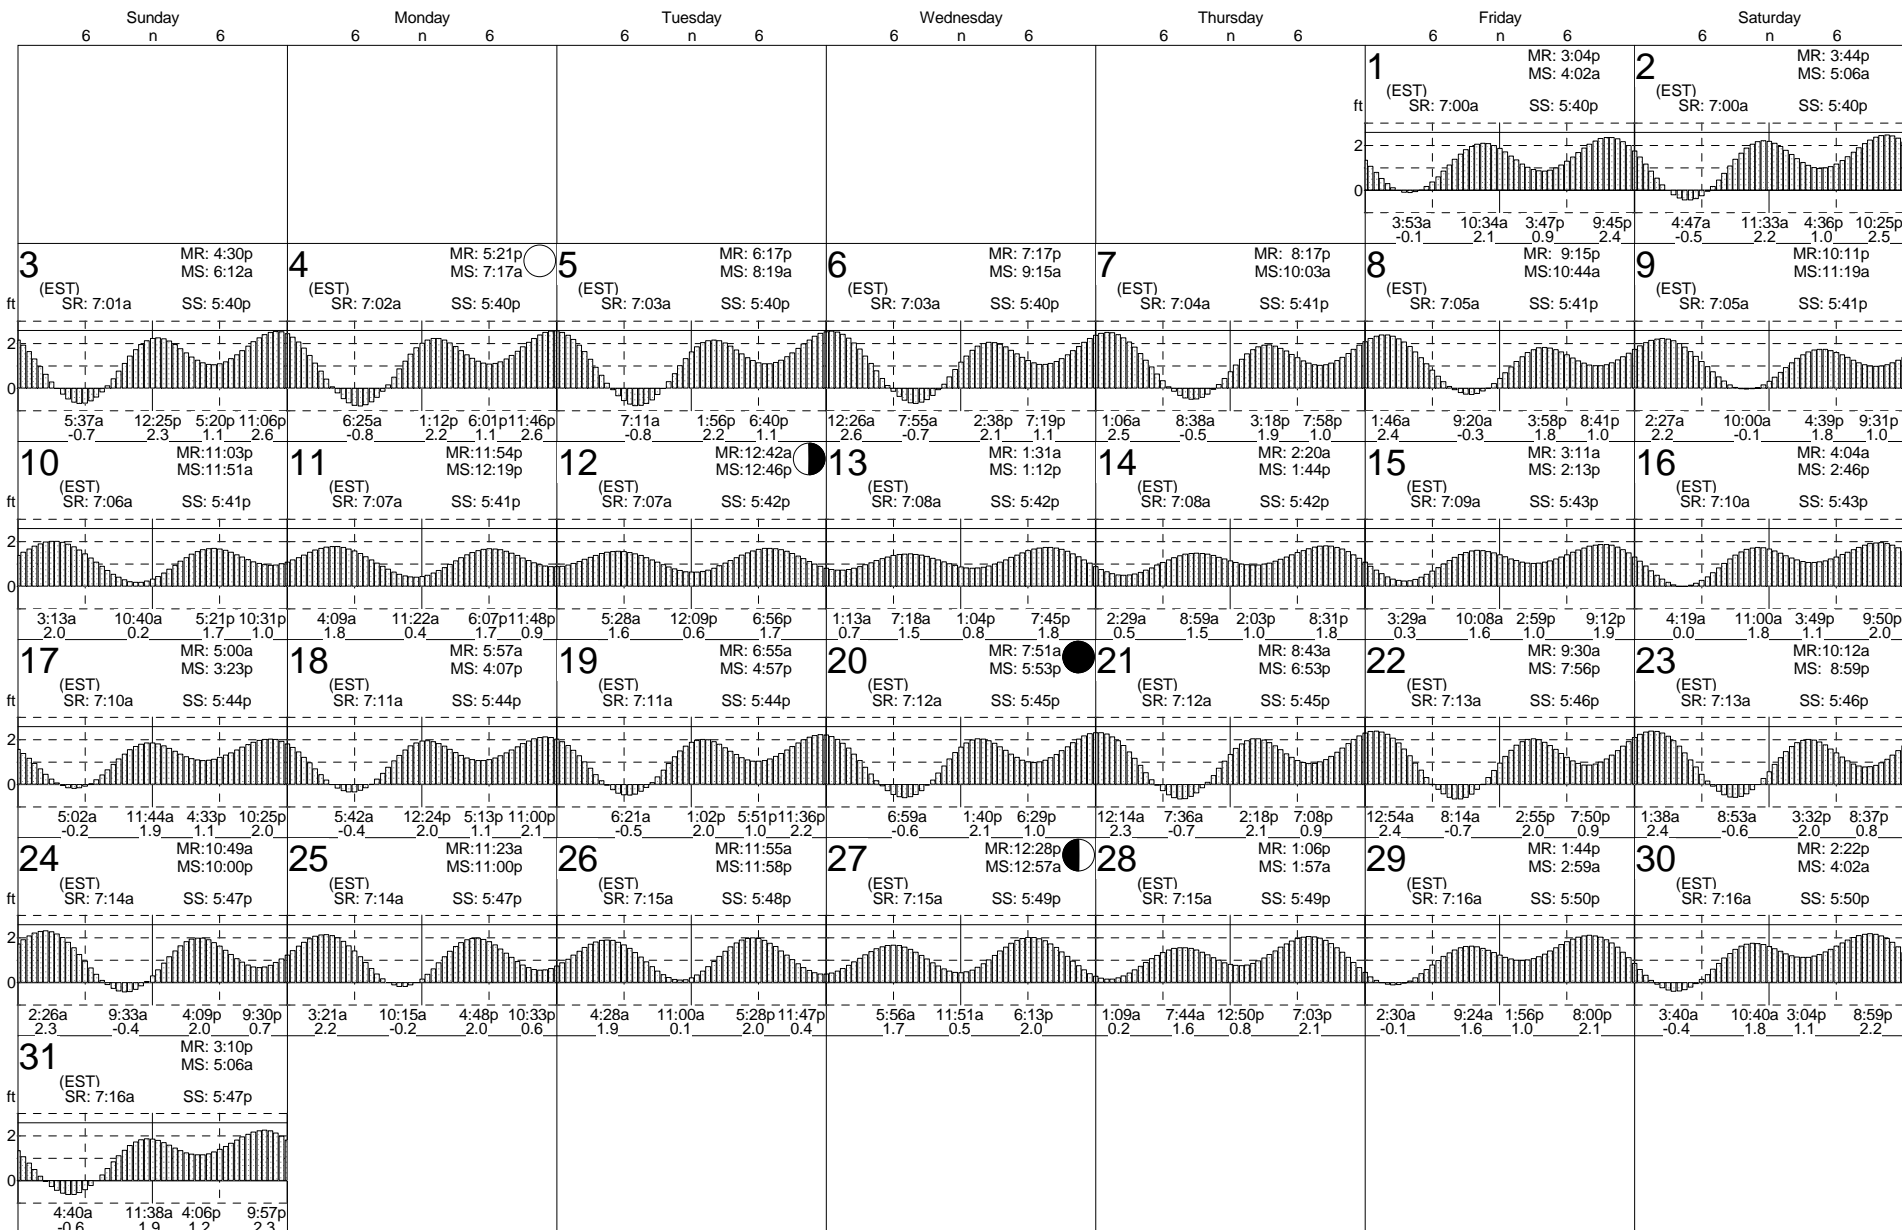 Sunday Monday Tuesday Wednesday Thursday Friday Saturday
6 n 6 6 n 6 6 n 6 6 n 6 6 n 6 6 n 6 6 n 6
1 MR: 3:04p 2 MR: 3:44p
MS: 4:02a MS: 5:06a
(EST) (EST)
ft SR: 7:00a SS: 5:40p SR: 7:00a SS: 5:40p
2
0
3:53a 10:34a 3:47p 9:45p 4:47a 11:33a 4:36p 10:25p
-0.1 2.1 0.9 2.4 -0.5 2.2 1.0 2.5
3 MR: 4:30p 4 MR: 5:21p 5 MR: 6:17p 6 MR: 7:17p 7 MR: 8:17p 8 MR: 9:15p 9 MR:10:11p
MS: 6:12a MS: 7:17a MS: 8:19a MS: 9:15a MS:10:03a MS:10:44a MS:11:19a
(EST) (EST) (EST) (EST) (EST) (EST) (EST)
ft SR: 7:01a SS: 5:40p SR: 7:02a SS: 5:40p SR: 7:03a SS: 5:40p SR: 7:03a SS: 5:40p SR: 7:04a SS: 5:41p SR: 7:05a SS: 5:41p SR: 7:05a SS: 5:41p
2
0
5:37a 12:25p 5:20p 11:06p 6:25a 1:12p 6:01p 11:46p 7:11a 1:56p 6:40p 12:26a 7:55a 2:38p 7:19p 1:06a 8:38a 3:18p 7:58p 1:46a 9:20a 3:58p 8:41p 2:27a 10:00a 4:39p 9:31p
-0.7 2.3 1.1 2.6 -0.8 2.2 1.1 2.6 -0.8 2.2 1.1 2.6 -0.7 2.1 1.1 2.5 -0.5 1.9 1.0 2.4 -0.3 1.8 1.0 2.2 -0.1 1.8 1.0
10 MR:11:03p 11 MR:11:54p 12 MR:12:42a 13 MR: 1:31a 14 MR: 2:20a 15 MR: 3:11a 16 MR: 4:04a
MS:11:51a MS:12:19p MS:12:46p MS: 1:12p MS: 1:44p MS: 2:13p MS: 2:46p
(EST) (EST) (EST) (EST) (EST) (EST) (EST)
ft SR: 7:06a SS: 5:41p SR: 7:07a SS: 5:41p SR: 7:07a SS: 5:42p SR: 7:08a SS: 5:42p SR: 7:08a SS: 5:42p SR: 7:09a SS: 5:43p SR: 7:10a SS: 5:43p
2
0
3:13a 10:40a 5:21p 10:31p 4:09a 11:22a 6:07p 11:48p 5:28a 12:09p 6:56p 1:13a 7:18a 1:04p 7:45p 2:29a 8:59a 2:03p 8:31p 3:29a 10:08a 2:59p 9:12p 4:19a 11:00a 3:49p 9:50p
2.0 0.2 1.7 1.0 1.8 0.4 1.7 0.9 1.6 0.6 1.7 0.7 1.5 0.8 1.8 0.5 1.5 1.0 1.8 0.3 1.6 1.0 1.9 0.0 1.8 1.1 2.0
17 MR: 5:00a 18 MR: 5:57a 19 MR: 6:55a 20 MR: 7:51a 21 MR: 8:43a 22 MR: 9:30a 23 MR:10:12a
MS: 3:23p MS: 4:07p MS: 4:57p MS: 5:53p MS: 6:53p MS: 7:56p MS: 8:59p
(EST) (EST) (EST) (EST) (EST) (EST) (EST)
ft SR: 7:10a SS: 5:44p SR: 7:11a SS: 5:44p SR: 7:11a SS: 5:44p SR: 7:12a SS: 5:45p SR: 7:12a SS: 5:45p SR: 7:13a SS: 5:46p SR: 7:13a SS: 5:46p
2
0
5:02a 11:44a 4:33p 10:25p 5:42a 12:24p 5:13p 11:00p 6:21a 1:02p 5:51p 11:36p 6:59a 1:40p 6:29p 12:14a 7:36a 2:18p 7:08p 12:54a 8:14a 2:55p 7:50p 1:38a 8:53a 3:32p 8:37p
-0.2 1.9 1.1 2.0 -0.4 2.0 1.1 2.1 -0.5 2.0 1.0 2.2 -0.6 2.1 1.0 2.3 -0.7 2.1 0.9 2.4 -0.7 2.0 0.9 2.4 -0.6 2.0 0.8
24 MR:10:49a 25 MR:11:23a 26 MR:11:55a 27 MR:12:28p 28 MR: 1:06p 29 MR: 1:44p 30 MR: 2:22p
MS:10:00p MS:11:00p MS:11:58p MS:12:57a MS: 1:57a MS: 2:59a MS: 4:02a
(EST) (EST) (EST) (EST) (EST) (EST) (EST)
ft SR: 7:14a SS: 5:47p SR: 7:14a SS: 5:47p SR: 7:15a SS: 5:48p SR: 7:15a SS: 5:49p SR: 7:15a SS: 5:49p SR: 7:16a SS: 5:50p SR: 7:16a SS: 5:50p
2
0
2:26a 9:33a 4:09p 9:30p 3:21a 10:15a 4:48p 10:33p 4:28a 11:00a 5:28p 11:47p 5:56a 11:51a 6:13p 1:09a 7:44a 12:50p 7:03p 2:30a 9:24a 1:56p 8:00p 3:40a 10:40a 3:04p 8:59p
2.3 -0.4 2.0 0.7 2.2 -0.2 2.0 0.6 1.9 0.1 2.0 0.4 1.7 0.5 2.0 0.2 1.6 0.8 2.1 -0.1 1.6 1.0 2.1 -0.4 1.8 1.1 2.2
31 MR: 3:10p
MS: 5:06a
(EST)
ft SR: 7:16a SS: 5:47p
2
0
4:40a 11:38a 4:06p 9:57p
-0.6 1.9 1.2 2.3